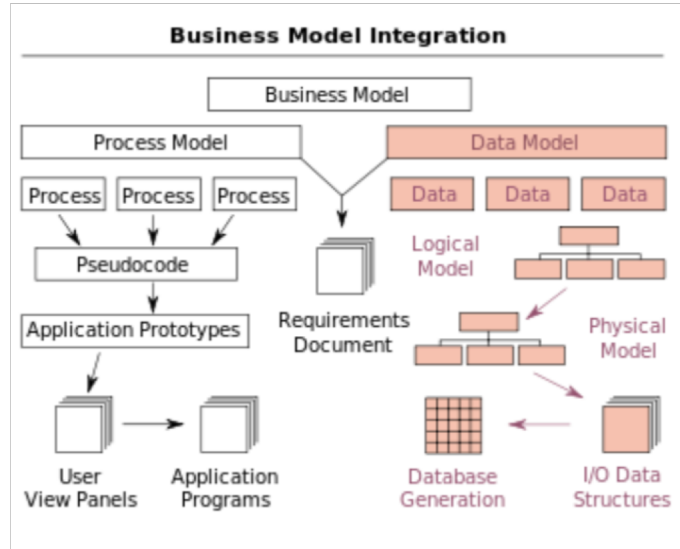 Business Model Integration
Business Model
Process Model
Data Model
Process
Process
Process
Data
Data
Data
Pseudocode
Logical
Model
Application Prototypes
Requirements
Document
Physical
Model
User
View Panels
Application
Programs
Database
Generation
I/O Data
Structures